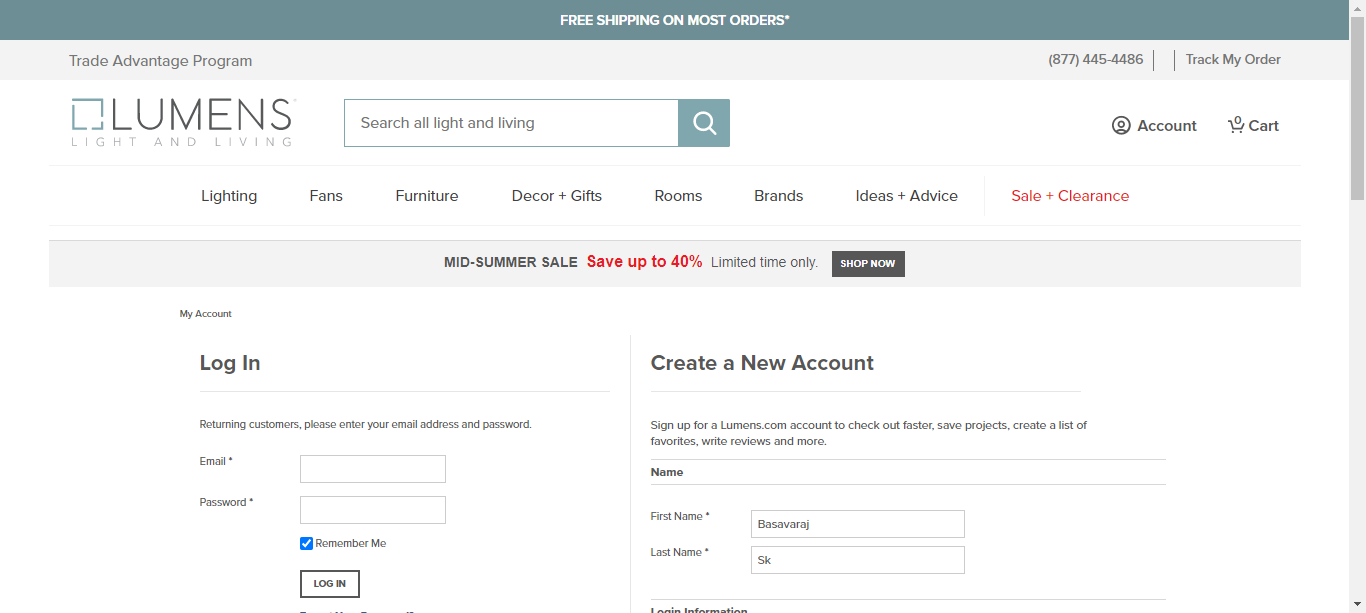 FREE SHIPPING ON MOST ORDERS*
Trade Advantage Program
(877) 445-4486
Track My Order
LUMENS
LIGHT AND LIVING
Search all light and living
Account
0
Cart
Lighting
Fans
Furniture
Decor + Gifts
Rooms
Brands
Ideas + Advice
Sale + Clearance
MID-SUMMER SALE Save up to 40% Limited time only. SHOP NOW
My Account
Log In
Returning customers, please enter your email address and password.
Email *
Password *
Remember Me
LOG IN
Create a New Account
Sign up for a Lumens.com account to check out faster, save projects, create a list of
favorites, write reviews and more.
Name
First Name *
Basavaraj
Last Name *
Sk
Login Information